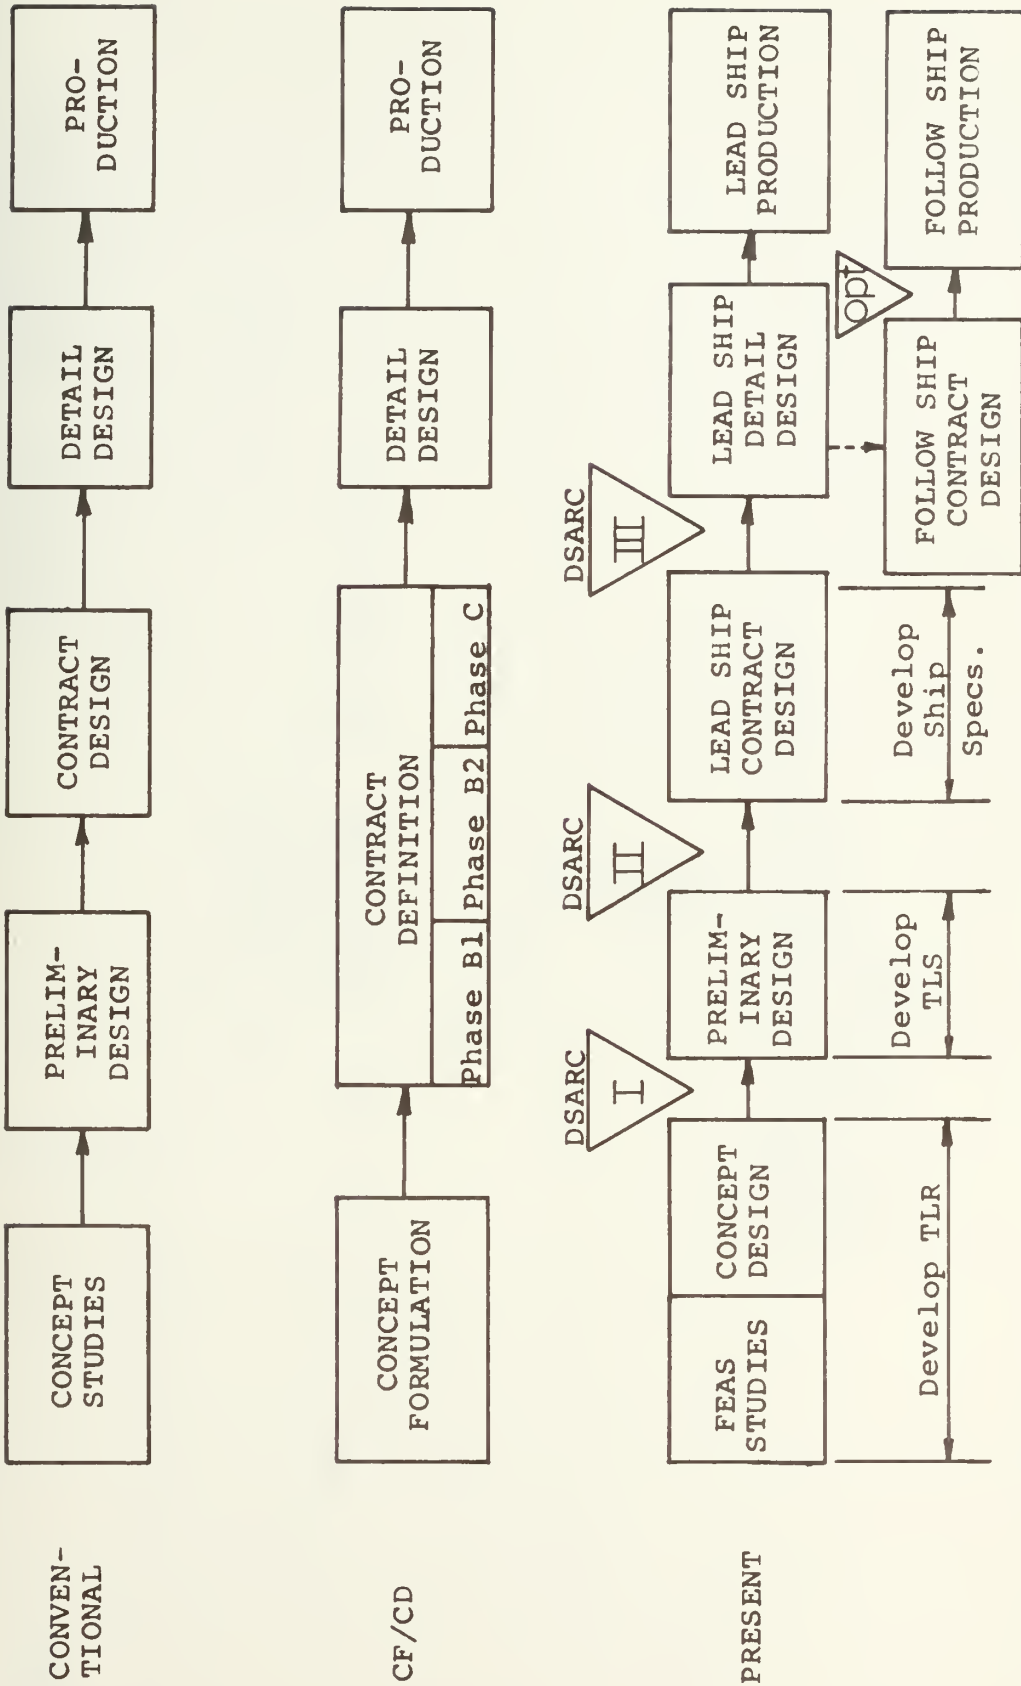 CONVEN-
TIONAL
CONCEPT
STUDIES
PRELIM-
INARY
DESIGN
CONTRACT
DESIGN
DETAIL
DESIGN
PRO-
DUCTION
CF/CD
CONCEPT
FORMULATION
CONTRACT
DEFINITION
Phase B1
Phase B2
Phase C
DETAIL
DESIGN
PRO-
DUCTION
PRESENT
FEAS
STUDIES
CONCEPT
DESIGN
DSARC
I
PRELIM-
INARY
DESIGN
DSARC
II
LEAD SHIP
CONTRACT
DESIGN
DSARC
III
LEAD SHIP
DETAIL
DESIGN
LEAD SHIP
PRODUCTION
Develop TLR
Develop
TLS
Develop
Ship
Specs.
FOLLOW SHIP
CONTRACT
DESIGN
opt
FOLLOW SHIP
PRODUCTION